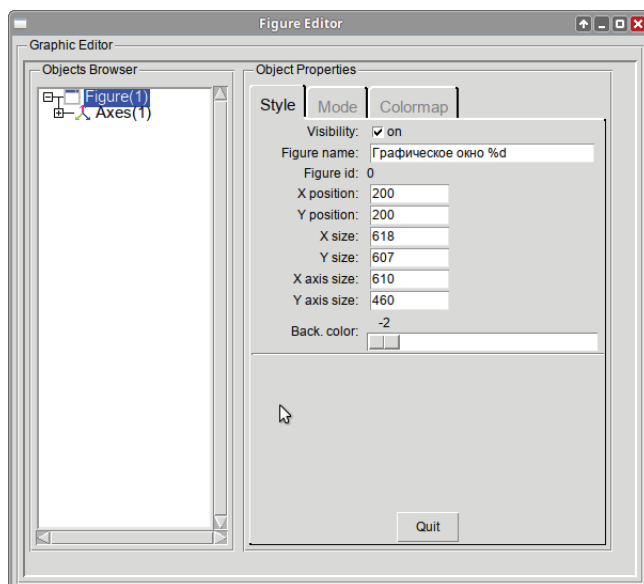 Figure Editor
Graphic Editor
Objects Browser
Figure(1)
Axes(1)
Object Properties
Style Mode Colormap
Visibility: on
Figure name: Графическое окно %d
Figure id: 0
X position: 200
Y position: 200
X size: 618
Y size: 607
X axis size: 610
Y axis size: 460
-2
Back. color:
Quit